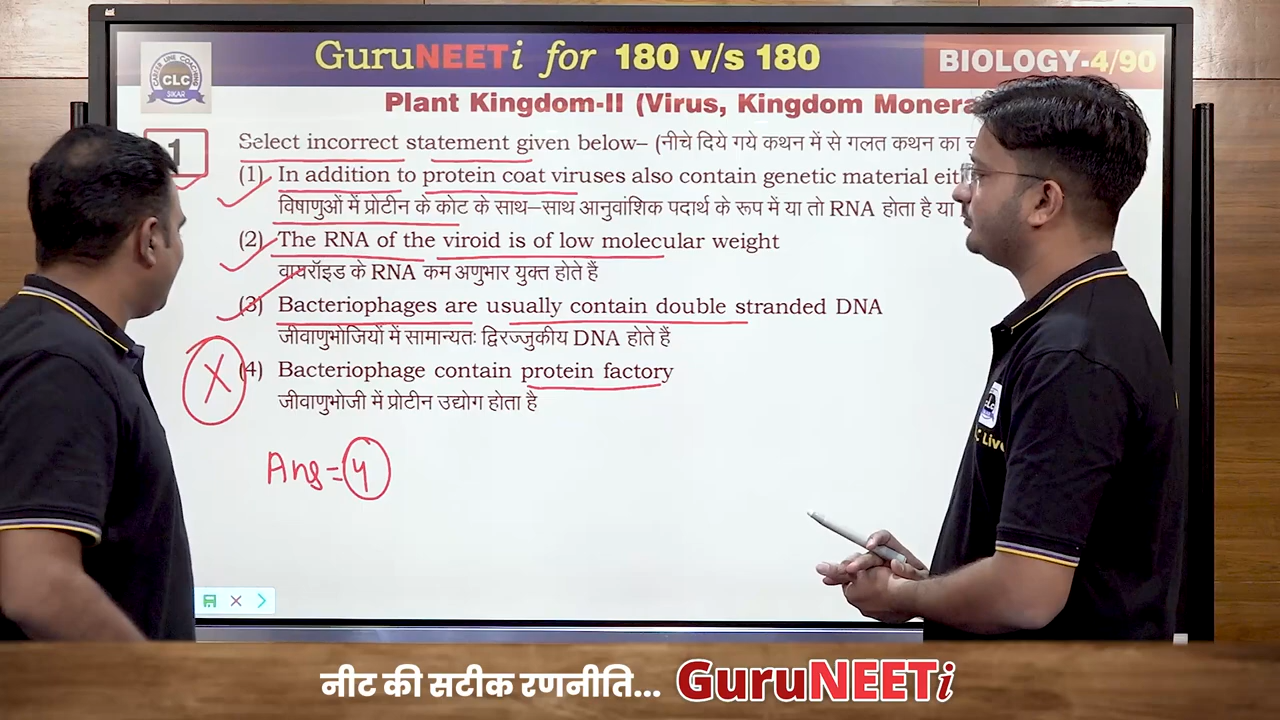 GuruNEETi for 180 v/s 180
BIOLOGY-4/90
CLC
SIKAR
Plant Kingdom-II (Virus, Kingdom Monera
1
Select incorrect statement given below– (नीचे दिये गये कथन में से गलत कथन का
(1) In addition to protein coat viruses also contain genetic material
विषाणुओं में प्रोटीन के कोट के साथ–साथ आनुवांशिक पदार्थ के रूप में या तो RNA होता है या
(2) The RNA of the viroid is of low molecular weight
वायरॉइड के RNA कम अणुभार युक्त होते हैं
(3) Bacteriophages are usually contain double stranded DNA
जीवाणुभोजियों में सामान्यतः द्विरज्जुकीय DNA होते हैं
(4) Bacteriophage contain protein factory
जीवाणुभोजी में प्रोटीन उद्योग होता है
Ans = 4
CLC
Live
नीट की सटीक रणनीति... GuruNEETi